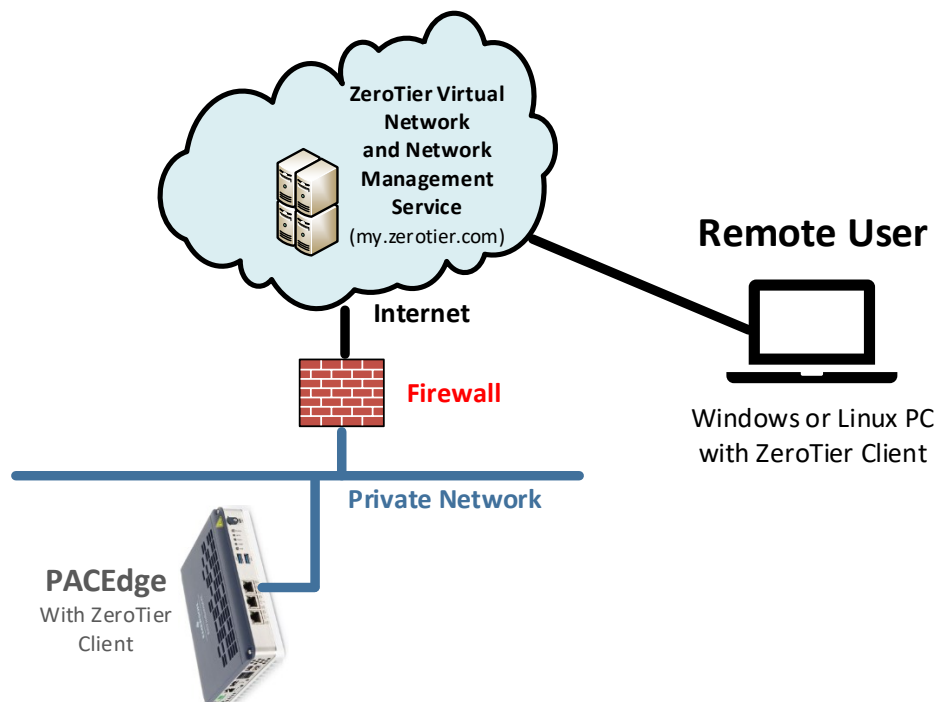 ZeroTier Virtual
Network
and Network
Management
Service
(my.zerotier.com)
Remote User
Internet
Firewall
Windows or Linux PC
with ZeroTier Client
Private Network
PACEdge
With ZeroTier
Client